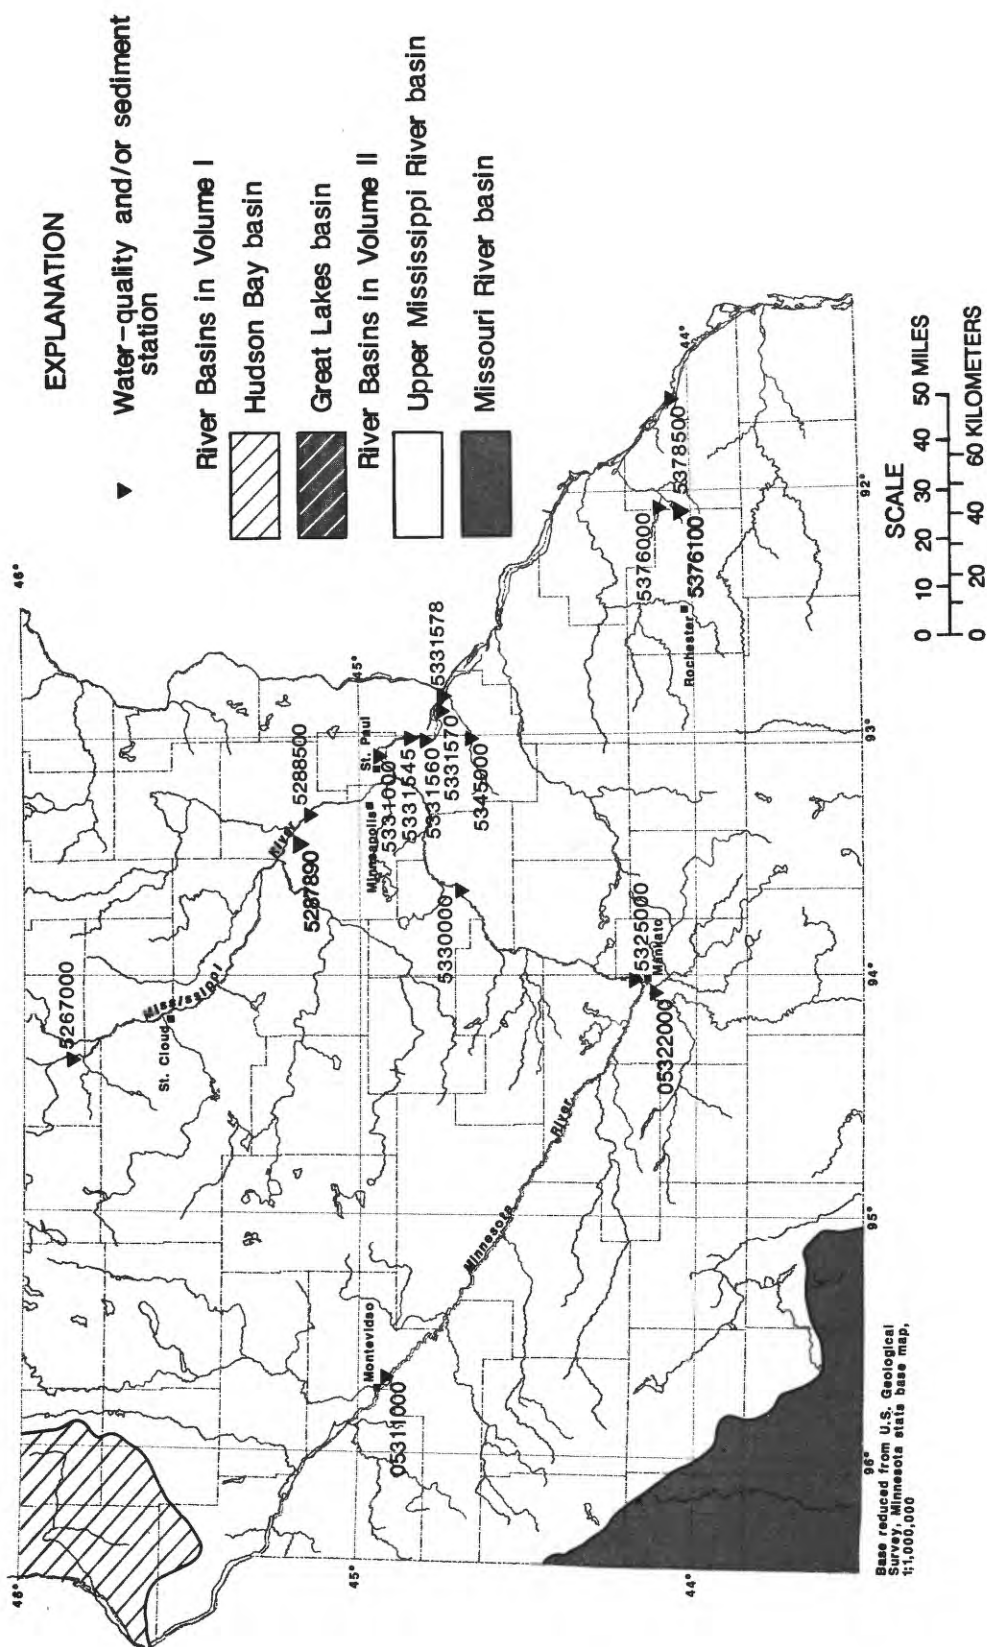 EXPLANATION
Water-quality and/or sediment
station
River Basins in Volume I
Hudson Bay basin
Great Lakes basin
River Basins in Volume II
Upper Mississippi River basin
Missouri River basin
46°
46°
5267000
Mississippi
River
St. Cloud
5287890
5288500
45°
St. Paul
Minneapolis
5331000
5331545
5331560
5331570
5331578
5345000
5330000
Montevideo
05311000
45°
Minnesota
River
5325000
Mankato
05322000
5376000
Rochester
5376100
5378500
44°
44°
96°
95°
94°
93°
92°
SCALE
0 10 20 30 40 50 MILES
0 20 40 60 KILOMETERS
Base reduced from U.S. Geological
Survey, Minnesota state base map,
1:1,000,000